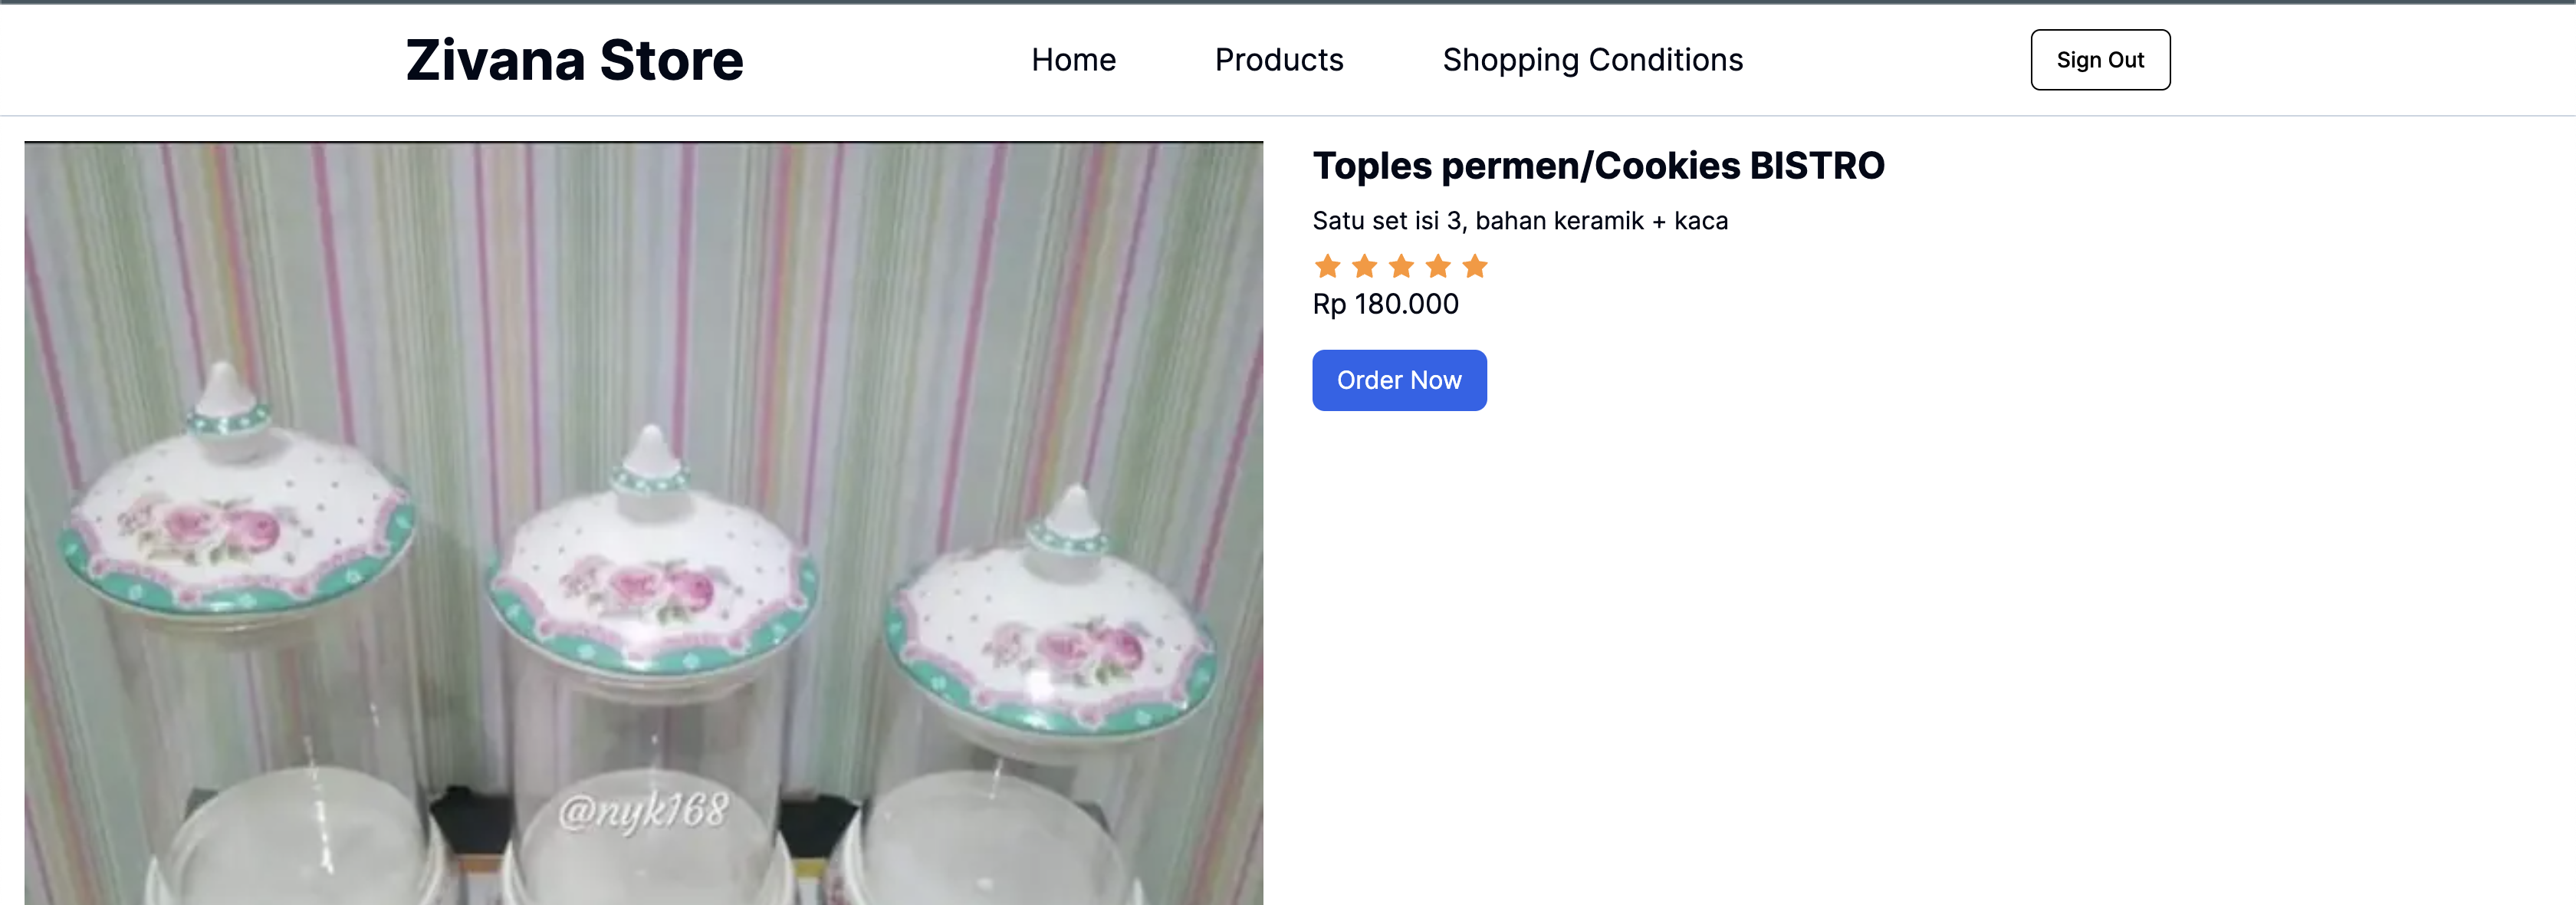 Zivana Store
Home
Products
Shopping Conditions
Sign Out
Toples permen/Cookies BISTRO
Satu set isi 3, bahan keramik + kaca
Rp 180.000
Order Now
@nyk168